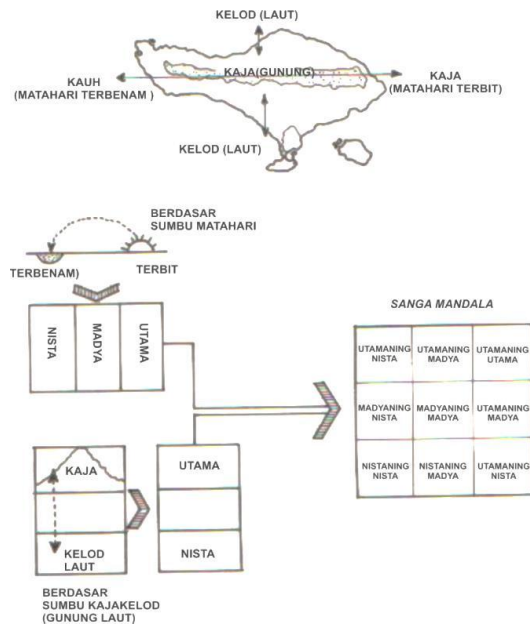 KELOD (LAUT)
KAJA(GUNUNG)
KAUH
(MATAHARI TERBENAM )
KAJA
(MATAHARI TERBIT)
KELOD (LAUT)
BERDASAR
SUMBU MATAHARI
TERBENAM)
TERBIT
NISTA
MADYA
UTAMA
SANGA MANDALA
UTAMANING
NISTA
UTAMANING
MADYA
UTAMANING
UTAMA
MADYANING
NISTA
MADYANING
MADYA
UTAMANING
MADYA
NISTANING
NISTA
NISTANING
MADYA
UTAMANING
NISTA
KAJA
KELOD
LAUT
UTAMA
NISTA
BERDASAR
SUMBU KAJAKELOD
(GUNUNG LAUT)